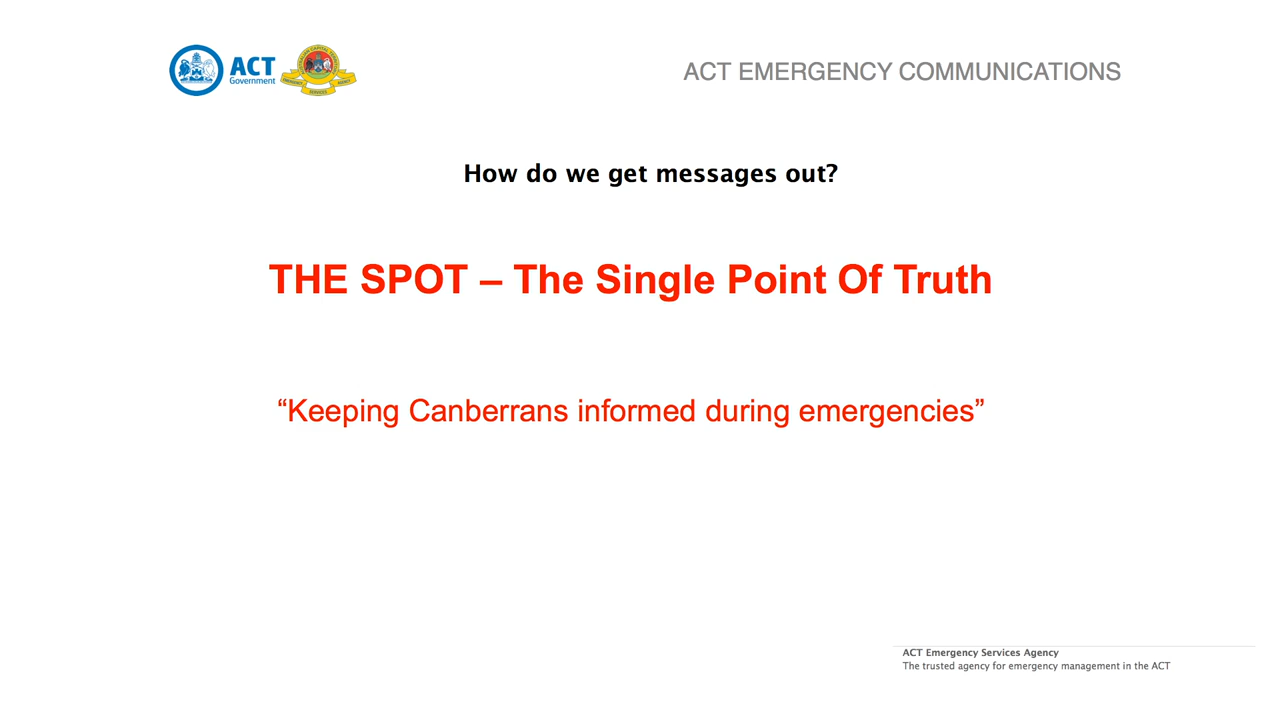 ACT
Government
ACT EMERGENCY COMMUNICATIONS
How do we get messages out?
THE SPOT – The Single Point Of Truth
“Keeping Canberrans informed during emergencies”
ACT Emergency Services Agency
The trusted agency for emergency management in the ACT